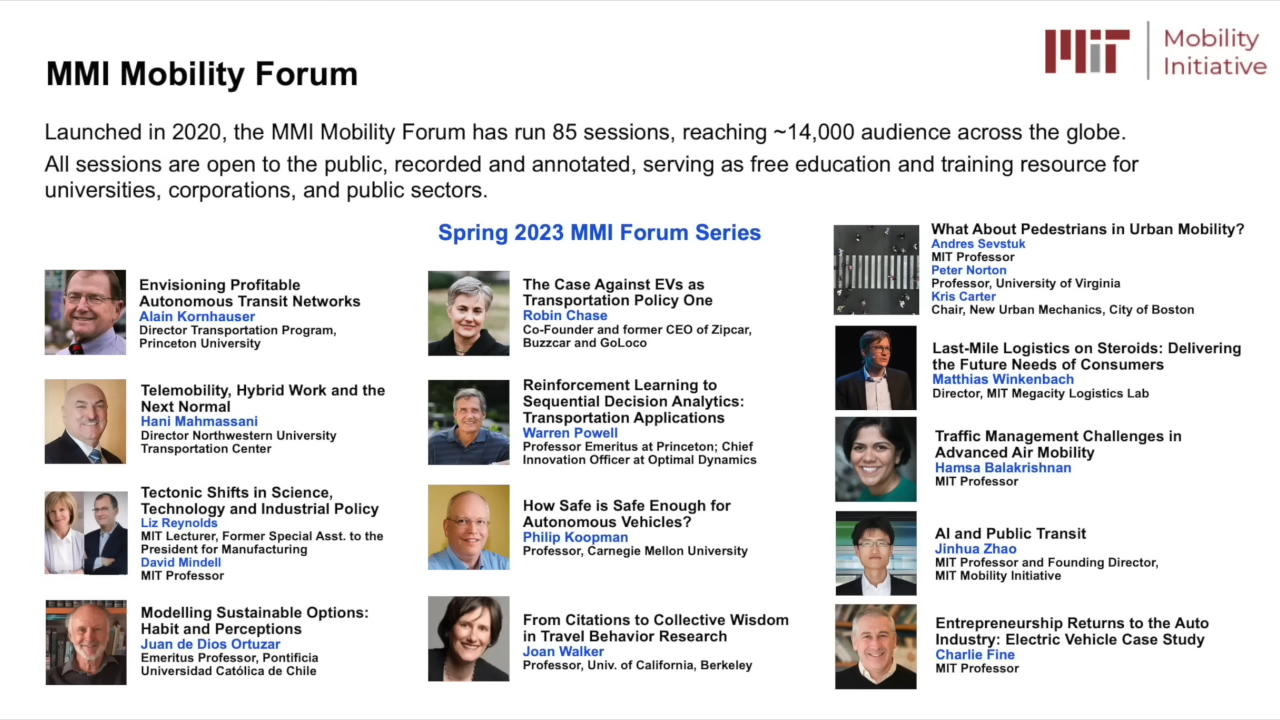 MMI Mobility Forum
MIT
Mobility
Initiative
Launched in 2020, the MMI Mobility Forum has run 85 sessions, reaching ~14,000 audience across the globe.
All sessions are open to the public, recorded and annotated, serving as free education and training resource for
universities, corporations, and public sectors.
Spring 2023 MMI Forum Series
Envisioning Profitable
Autonomous Transit Networks
Alain Kornhauser
Director Transportation Program,
Princeton University
Telemobility, Hybrid Work and the
Next Normal
Hani Mahmassani
Director Northwestern University
Transportation Center
Tectonic Shifts in Science,
Technology and Industrial Policy
Liz Reynolds
MIT Lecturer, Former Special Asst. to the
President for Manufacturing
David Mindell
MIT Professor
Modelling Sustainable Options:
Habit and Perceptions
Juan de Dios Ortuzar
Emeritus Professor, Pontificia
Universidad Católica de Chile
The Case Against EVs as
Transportation Policy One
Robin Chase
Co-Founder and former CEO of Zipcar,
Buzzcar and GoLoco
Reinforcement Learning to
Sequential Decision Analytics:
Transportation Applications
Warren Powell
Professor Emeritus at Princeton; Chief
Innovation Officer at Optimal Dynamics
How Safe is Safe Enough for
Autonomous Vehicles?
Philip Koopman
Professor, Carnegie Mellon University
From Citations to Collective Wisdom
in Travel Behavior Research
Joan Walker
Professor, Univ. of California, Berkeley
What About Pedestrians in Urban Mobility?
Andres Sevstuk
MIT Professor
Peter Norton
Professor, University of Virginia
Kris Carter
Chair, New Urban Mechanics, City of Boston
Last-Mile Logistics on Steroids: Delivering
the Future Needs of Consumers
Matthias Winkenbach
Director, MIT Megacity Logistics Lab
Traffic Management Challenges in
Advanced Air Mobility
Hamsa Balakrishnan
MIT Professor
AI and Public Transit
Jinhua Zhao
MIT Professor and Founding Director,
MIT Mobility Initiative
Entrepreneurship Returns to the Auto
Industry: Electric Vehicle Case Study
Charlie Fine
MIT Professor